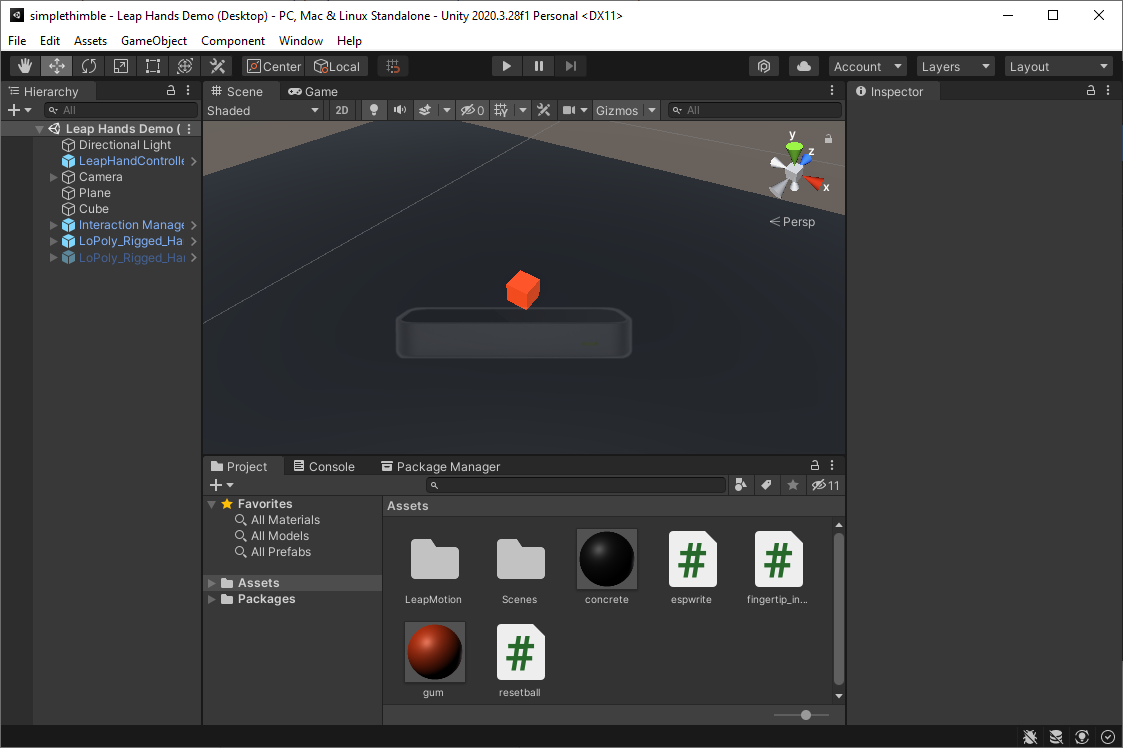 simplethimble - Leap Hands Demo (Desktop) - PC, Mac & Linux Standalone - Unity 2020.3.28f1 Personal <DX11>
File Edit Assets GameObject Component Window Help
Center Local Account Layers Layout
Hierarchy
All
Leap Hands Demo (
Directional Light
LeapHandControlle
Camera
Plane
Cube
Interaction Manage
LoPoly_Rigged_Ha
LoPoly_Rigged_Har
Scene Game
Shaded 2D 0 Gizmos All
y
z
x
Persp
Inspector
Project Console Package Manager
11
Favorites
All Materials
All Models
All Prefabs
Assets
Packages
Assets
LeapMotion Scenes concrete espwrite fingertip_in...
gum resetball